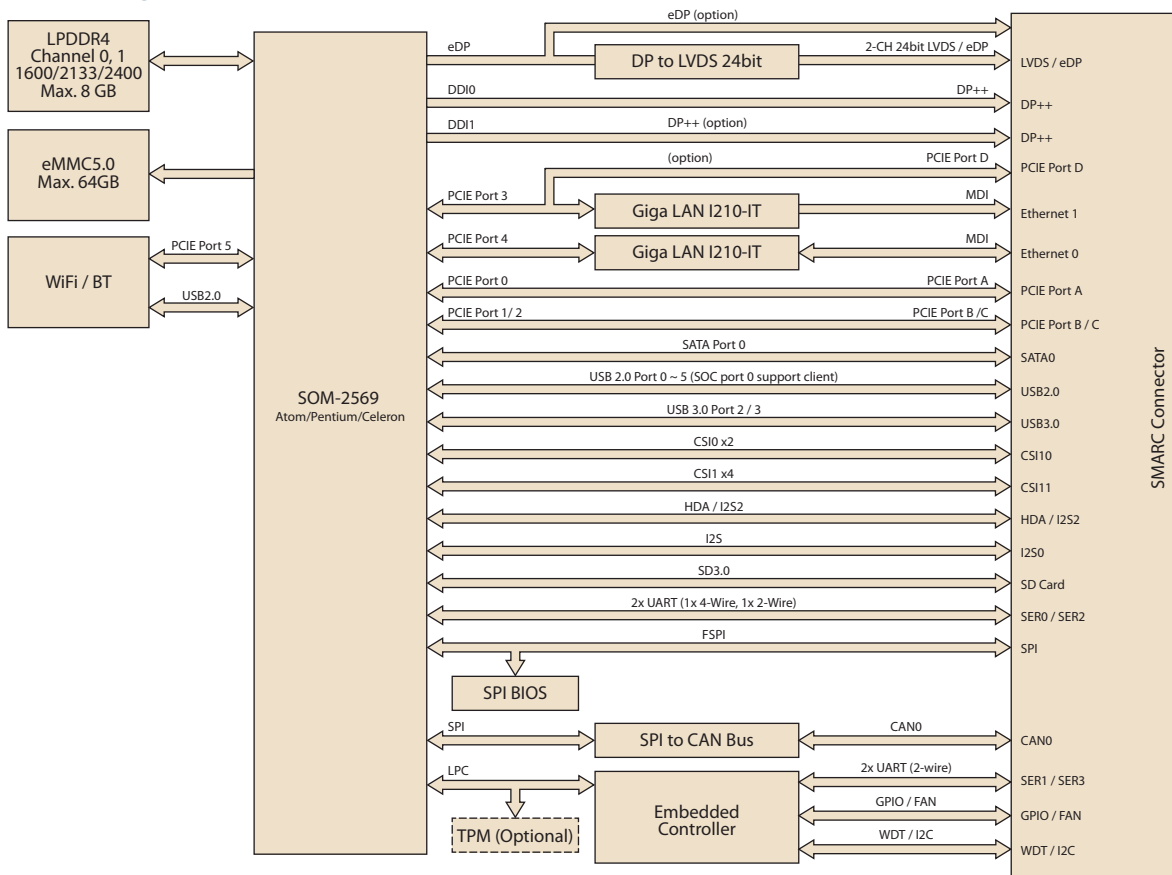 LPDDR4
Channel 0, 1
1600/2133/2400
Max. 8 GB
eMMC5.0
Max. 64GB
WiFi / BT
PCIE Port 5
USB2.0
SOM-2569
Atom/Pentium/Celeron
eDP (option)
eDP
DP to LVDS 24bit
2-CH 24bit LVDS / eDP
LVDS / eDP
DDI0
DP++
DP++
DDI1
DP++ (option)
DP++
(option)
PCIE Port D
PCIE Port D
PCIE Port 3
Giga LAN I210-IT
MDI
Ethernet 1
PCIE Port 4
Giga LAN I210-IT
MDI
Ethernet 0
PCIE Port 0
PCIE Port A
PCIE Port A
PCIE Port 1/ 2
PCIE Port B /C
PCIE Port B / C
SATA Port 0
SATA0
USB 2.0 Port 0 ~ 5 (SOC port 0 support client)
USB2.0
USB 3.0 Port 2 / 3
USB3.0
CSI0 x2
CSI10
CSI1 x4
CSI11
HDA / I2S2
HDA / I2S2
I2S
I2S0
SD3.0
SD Card
2x UART (1x 4-Wire, 1x 2-Wire)
SER0 / SER2
FSPI
SPI
SPI BIOS
SPI
SPI to CAN Bus
CAN0
CAN0
LPC
TPM (Optional)
Embedded
Controller
2x UART (2-wire)
SER1 / SER3
GPIO / FAN
GPIO / FAN
WDT / I2C
WDT / I2C
SMARC Connector